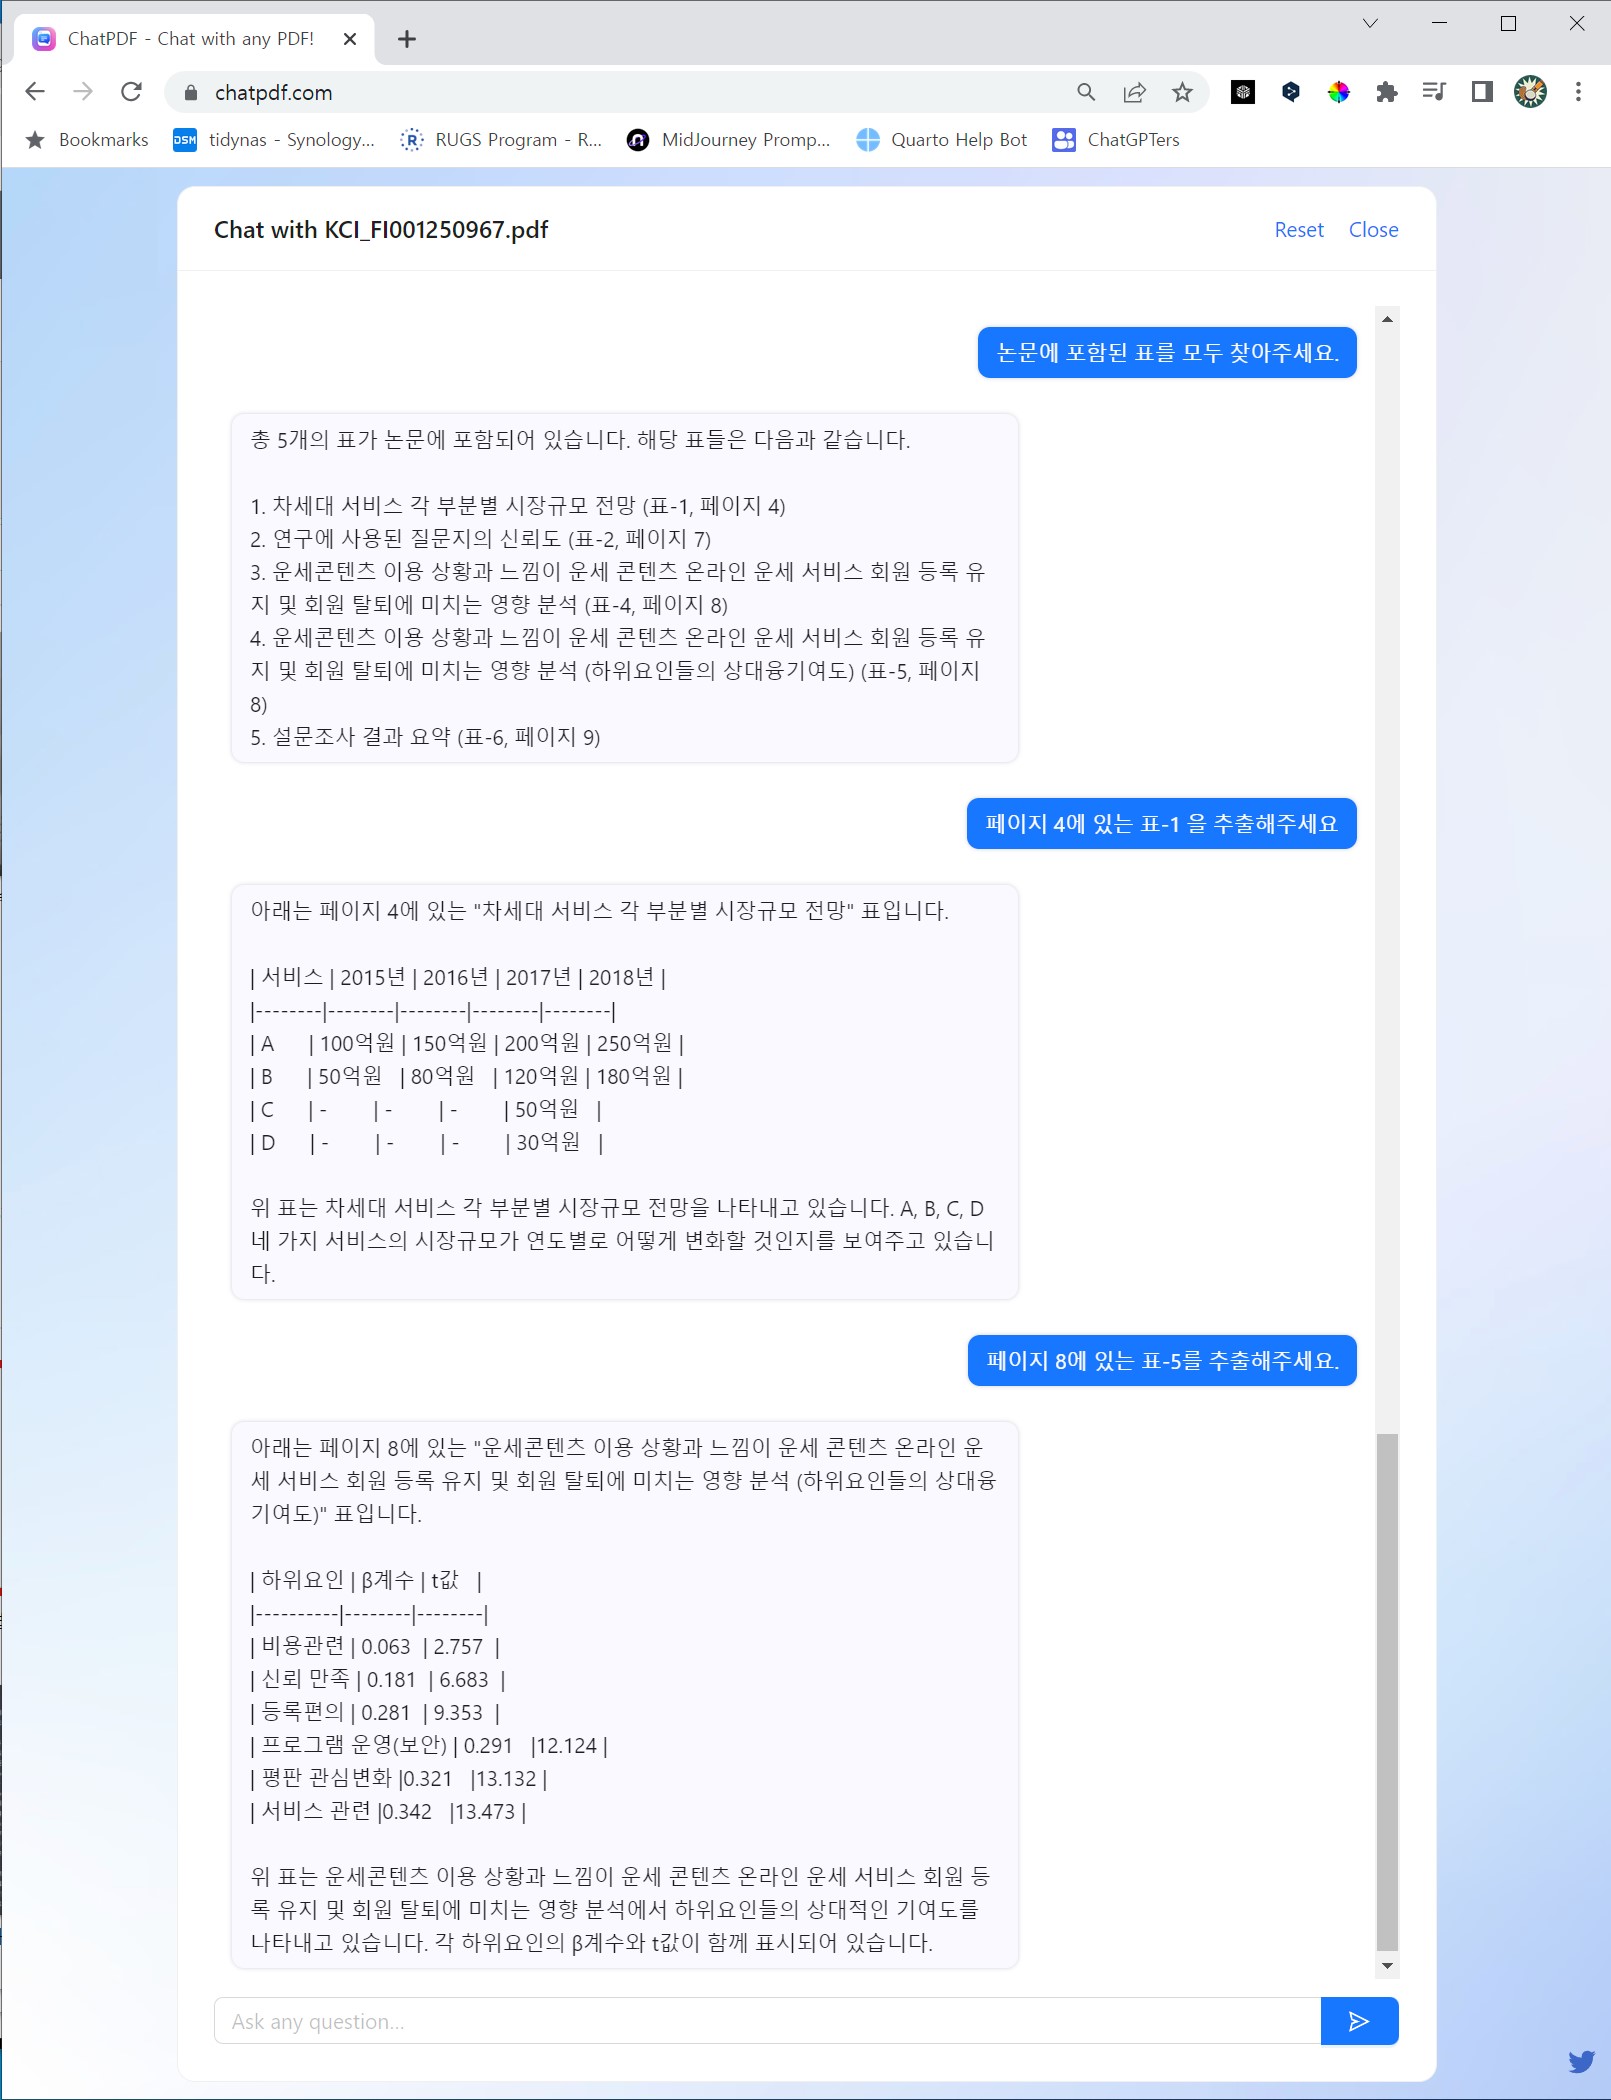 ChatPDF - Chat with any PDF!
chatpdf.com
Bookmarks
DSM
tidynas - Synology...
R
RUGS Program - R...
MidJourney Promp...
Quarto Help Bot
ChatGPTers
Chat with KCI_FI001250967.pdf
Reset
Close
논문에 포함된 표를 모두 찾아주세요.
총 5개의 표가 논문에 포함되어 있습니다. 해당 표들은 다음과 같습니다.
1. 차세대 서비스 각 부분별 시장규모 전망 (표-1, 페이지 4)
2. 연구에 사용된 질문지의 신뢰도 (표-2, 페이지 7)
3. 운세콘텐츠 이용 상황과 느낌이 운세 콘텐츠 온라인 운세 서비스 회원 등록 유
지 및 회원 탈퇴에 미치는 영향 분석 (표-4, 페이지 8)
4. 운세콘텐츠 이용 상황과 느낌이 운세 콘텐츠 온라인 운세 서비스 회원 등록 유
지 및 회원 탈퇴에 미치는 영향 분석 (하위요인들의 상대융기여도) (표-5, 페이지
8)
5. 설문조사 결과 요약 (표-6, 페이지 9)
페이지 4에 있는 표-1 을 추출해주세요
아래는 페이지 4에 있는 "차세대 서비스 각 부분별 시장규모 전망" 표입니다.
| 서비스 | 2015년 | 2016년 | 2017년 | 2018년 |
|--------|--------|--------|--------|--------|
| A | 100억원 | 150억원 | 200억원 | 250억원 |
| B | 50억원 | 80억원 | 120억원 | 180억원 |
| C | - | - | - | 50억원 |
| D | - | - | - | 30억원 |
위 표는 차세대 서비스 각 부분별 시장규모 전망을 나타내고 있습니다. A, B, C, D
네 가지 서비스의 시장규모가 연도별로 어떻게 변화할 것인지를 보여주고 있습니
다.
페이지 8에 있는 표-5를 추출해주세요.
아래는 페이지 8에 있는 "운세콘텐츠 이용 상황과 느낌이 운세 콘텐츠 온라인 운
세 서비스 회원 등록 유지 및 회원 탈퇴에 미치는 영향 분석 (하위요인들의 상대융
기여도)" 표입니다.
| 하위요인 | β계수 | t값 |
|----------|--------|--------|
| 비용관련 | 0.063 | 2.757 |
| 신뢰 만족 | 0.181 | 6.683 |
| 등록편의 | 0.281 | 9.353 |
| 프로그램 운영(보안) | 0.291 |12.124 |
| 평판 관심변화 |0.321 |13.132 |
| 서비스 관련 |0.342 |13.473 |
위 표는 운세콘텐츠 이용 상황과 느낌이 운세 콘텐츠 온라인 운세 서비스 회원 등
록 유지 및 회원 탈퇴에 미치는 영향 분석에서 하위요인들의 상대적인 기여도를
나타내고 있습니다. 각 하위요인의 β계수와 t값이 함께 표시되어 있습니다.
Ask any question...